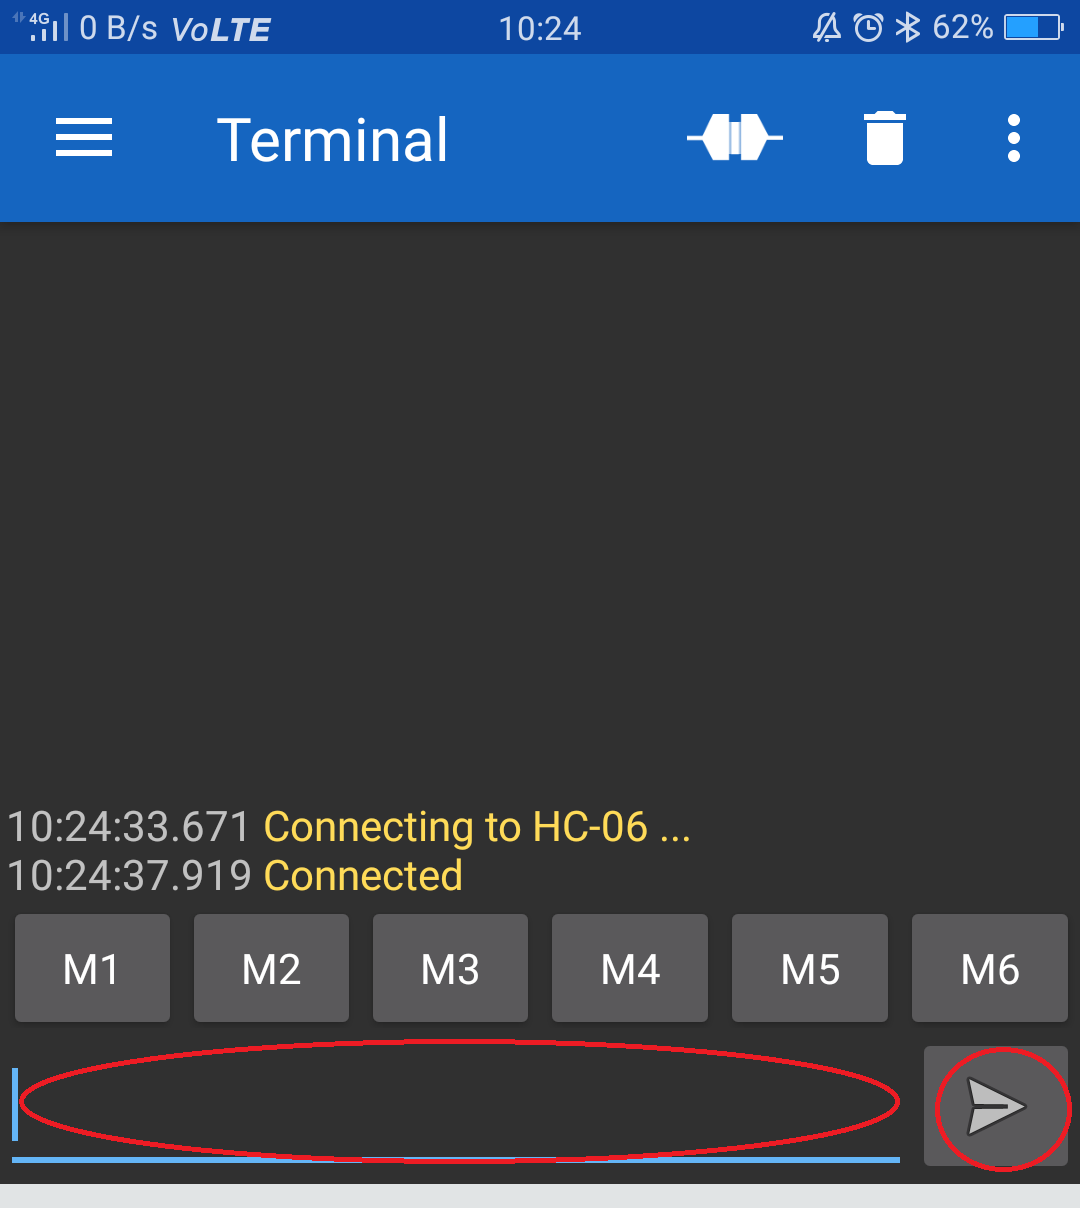 4G 0 B/s VoLTE 10:24 62%
Terminal
10:24:33.671 Connecting to HC-06 ...
10:24:37.919 Connected
M1 M2 M3 M4 M5 M6